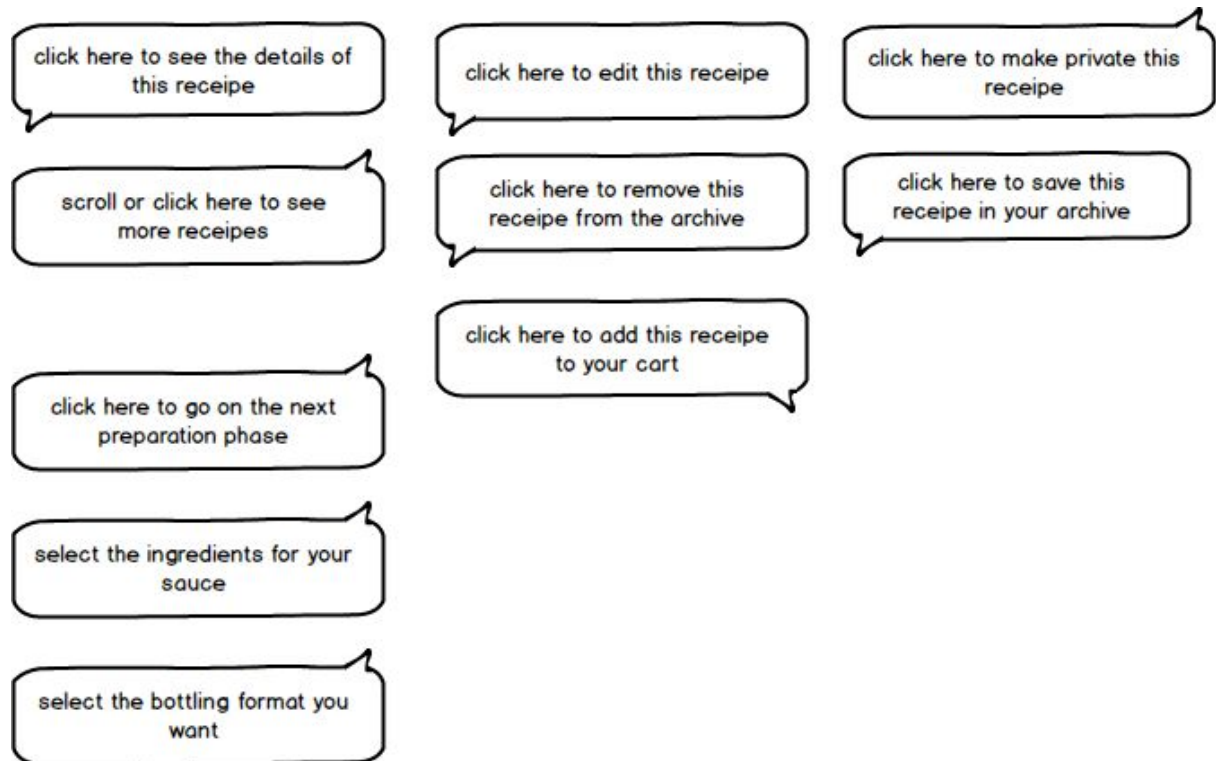 click here to see the details of
this receipe
click here to edit this receipe
click here to make private this
receipe
scroll or click here to see
more receipes
click here to remove this
receipe from the archive
click here to save this
receipe in your archive
click here to add this receipe
to your cart
click here to go on the next
preparation phase
select the ingredients for your
sauce
select the bottling format you
want